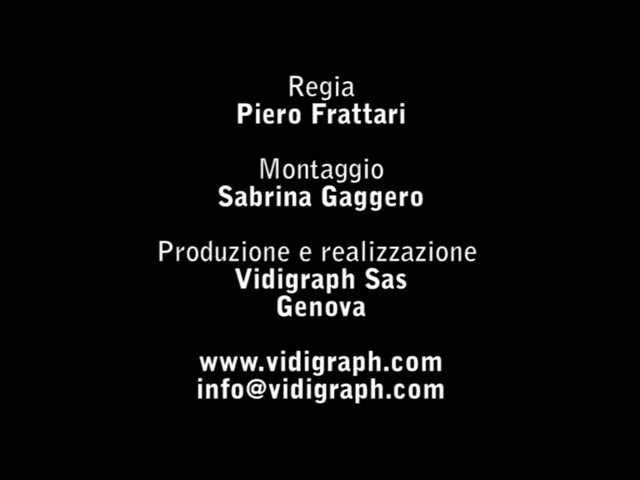 Regia
Piero Frattari
Montaggio
Sabrina Gaggero
Produzione e realizzazione
Vidigraph Sas
Genova
www.vidigraph.com
info@vidigraph.com